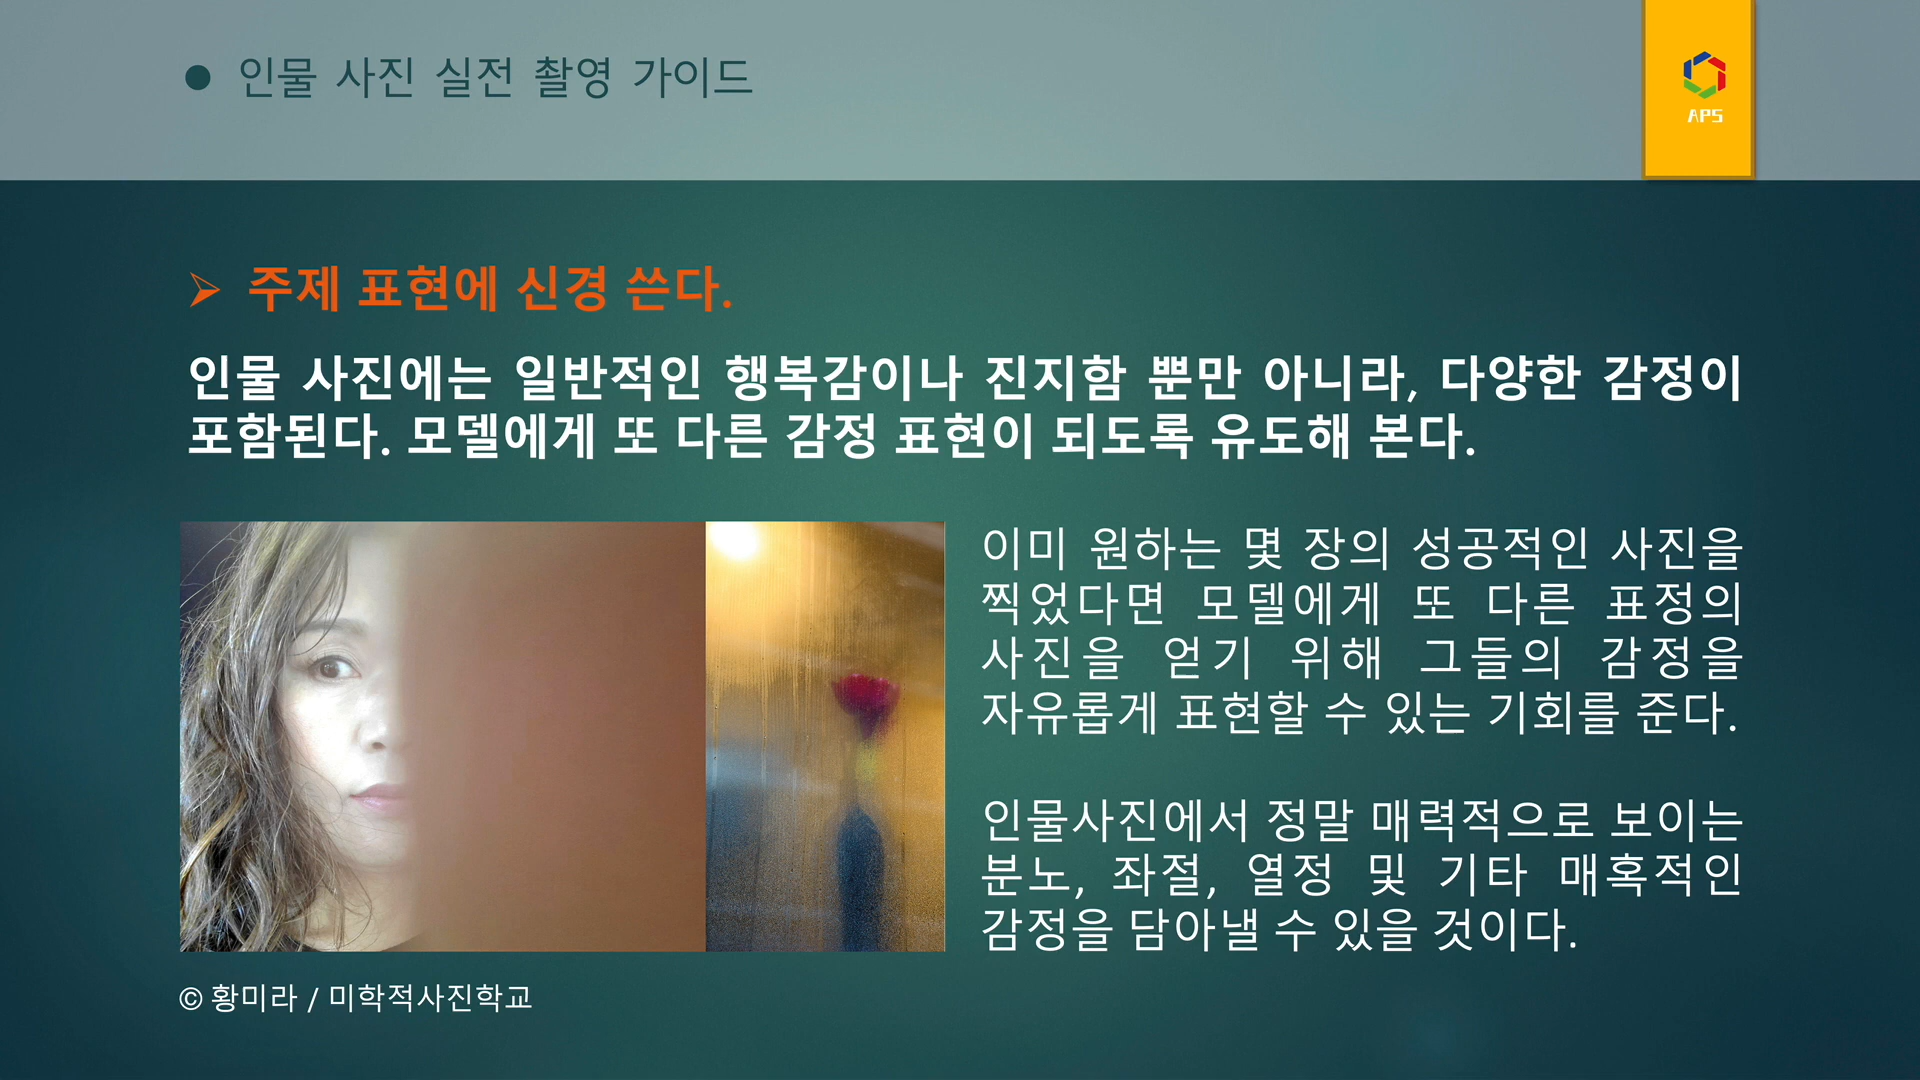 ● 인물 사진 실전 촬영 가이드
APS
➢ 주제 표현에 신경 쓴다.
인물 사진에는 일반적인 행복감이나 진지함 뿐만 아니라, 다양한 감정이
포함된다. 모델에게 또 다른 감정 표현이 되도록 유도해 본다.
이미 원하는 몇 장의 성공적인 사진을
찍었다면 모델에게 또 다른 표정의
사진을 얻기 위해 그들의 감정을
자유롭게 표현할 수 있는 기회를 준다.
인물사진에서 정말 매력적으로 보이는
분노, 좌절, 열정 및 기타 매혹적인
감정을 담아낼 수 있을 것이다.
© 황미라 / 미학적사진학교